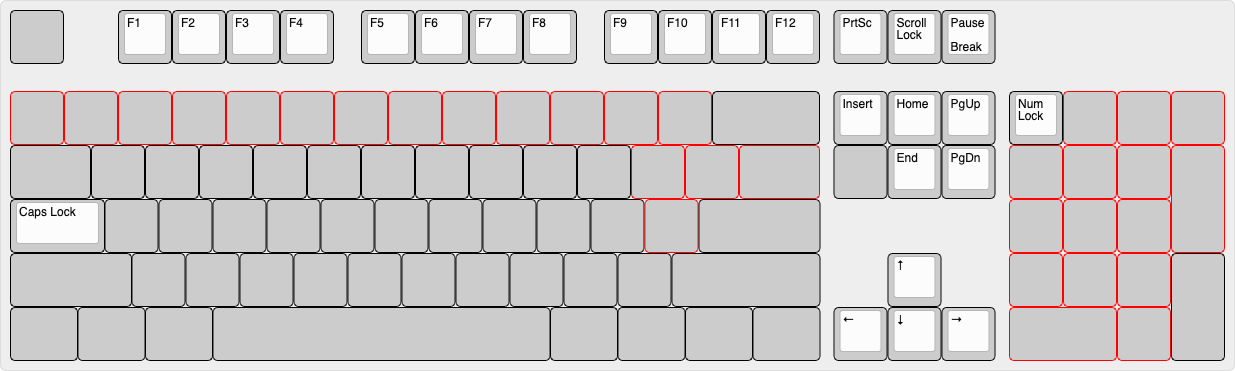 F1 F2 F3 F4 F5 F6 F7 F8 F9 F10 F11 F12 PrtSc Scroll Pause
Lock
Break
Insert Home PgUp Num
Lock
End PgDn
Caps Lock
↑
← ↓ →